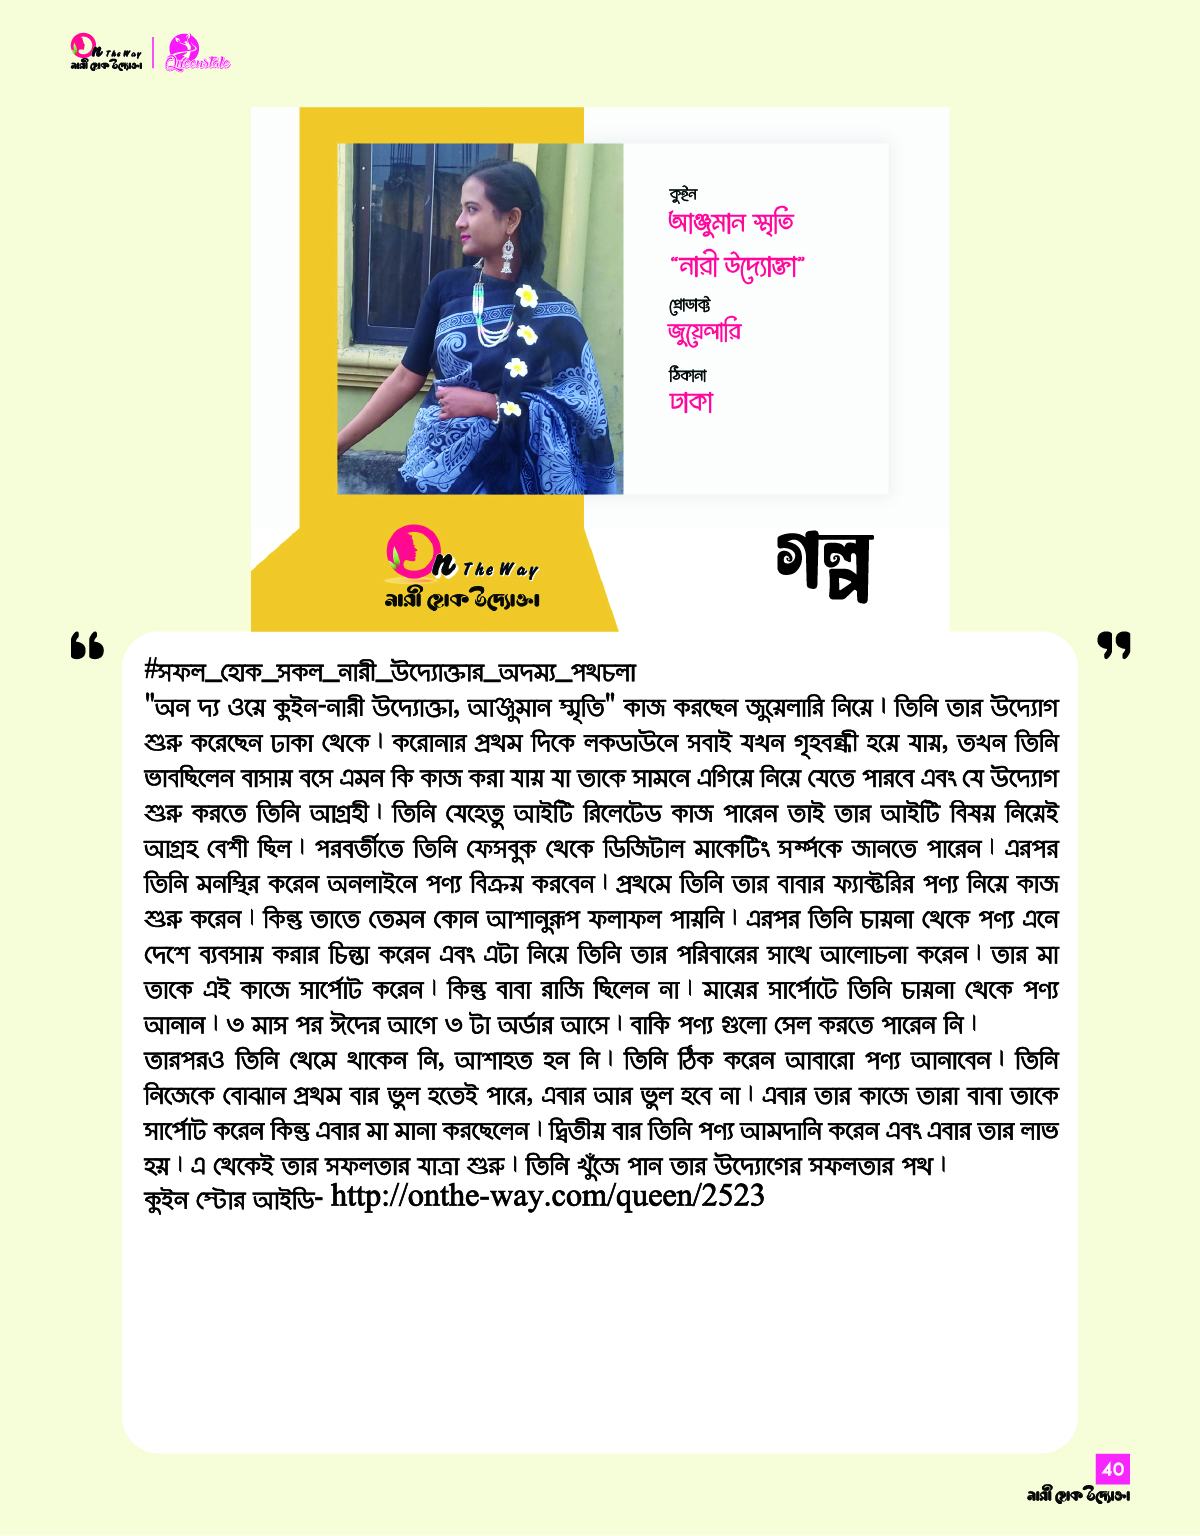 On The Way
নারী হোক উদ্যোক্তা
Queenstale
কুইন
আঞ্জুমান স্মৃতি
“নারী উদ্যোক্তা”
প্রোডাক্ট
জুয়েলারি
ঠিকানা
ঢাকা
On The Way
নারী হোক উদ্যোক্তা
গল্প
#সফল_হোক_সকল_নারী_উদ্যোক্তার_অদম্য_পথচলা
"অন দ্য ওয়ে কুইন-নারী উদ্যোক্তা, আঞ্জুমান স্মৃতি" কাজ করছেন জুয়েলারি নিয়ে। তিনি তার উদ্যোগ
শুরু করেছেন ঢাকা থেকে। করোনার প্রথম দিকে লকডাউনে সবাই যখন গৃহবন্ধী হয়ে যায়, তখন তিনি
ভাবছিলেন বাসায় বসে এমন কি কাজ করা যায় যা তাকে সামনে এগিয়ে নিয়ে যেতে পারবে এবং যে উদ্যোগ
শুরু করতে তিনি আগ্রহী। তিনি যেহেতু আইটি রিলেটেড কাজ পারেন তাই তার আইটি বিষয় নিয়েই
আগ্রহ বেশী ছিল। পরবর্তীতে তিনি ফেসবুক থেকে ডিজিটাল মাকেটিং সর্ম্পকে জানতে পারেন। এরপর
তিনি মনস্থির করেন অনলাইনে পণ্য বিক্রয় করবেন। প্রথমে তিনি তার বাবার ফ্যাক্টরির পণ্য নিয়ে কাজ
শুরু করেন। কিন্তু তাতে তেমন কোন আশানুরূপ ফলাফল পায়নি। এরপর তিনি চায়না থেকে পণ্য এনে
দেশে ব্যবসায় করার চিন্তা করেন এবং এটা নিয়ে তিনি তার পরিবারের সাথে আলোচনা করেন। তার মা
তাকে এই কাজে সার্পোট করেন। কিন্তু বাবা রাজি ছিলেন না। মায়ের সার্পোটে তিনি চায়না থেকে পণ্য
আনান। ৩ মাস পর ঈদের আগে ৩ টা অর্ডার আসে। বাকি পণ্য গুলো সেল করতে পারেন নি।
তারপরও তিনি থেমে থাকেন নি, আশাহত হন নি। তিনি ঠিক করেন আবারো পণ্য আনাবেন। তিনি
নিজেকে বোঝান প্রথম বার ভুল হতেই পারে, এবার আর ভুল হবে না। এবার তার কাজে তারা বাবা তাকে
সার্পোট করেন কিন্তু এবার মা মানা করছেলেন। দ্বিতীয় বার তিনি পণ্য আমদানি করেন এবং এবার তার লাভ
হয়। এ থেকেই তার সফলতার যাত্রা শুরু। তিনি খুঁজে পান তার উদ্যোগের সফলতার পথ।
কুইন স্টোর আইডি- http://onthe-way.com/queen/2523
40
নারী হোক উদ্যোক্তা